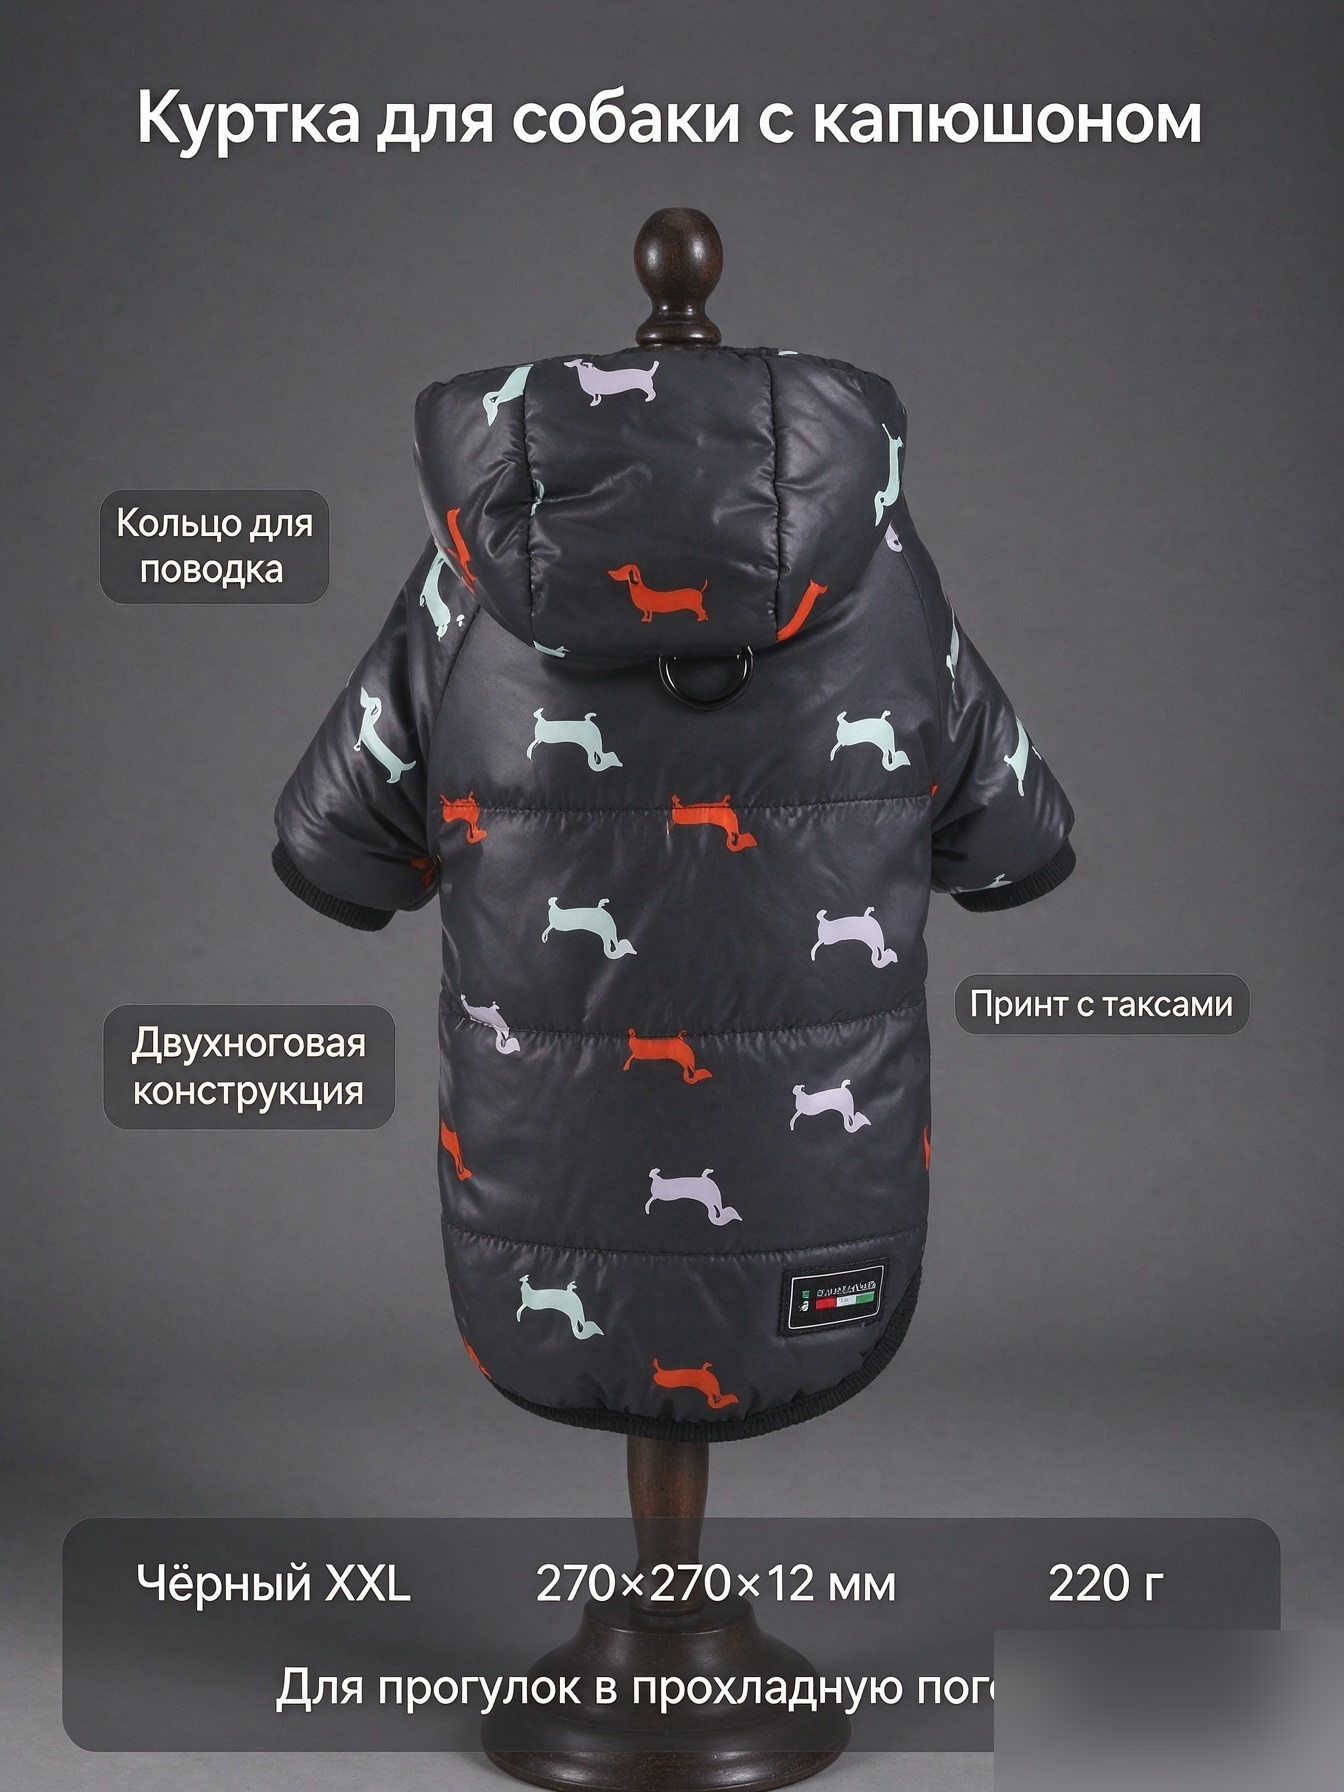 Куртка для собаки с капюшоном
Кольцо для
поводка
Двухноговая
конструкция
Принт с таксами
Чёрный XXL 270×270×12 мм 220 г
Для прогулок в прохладную